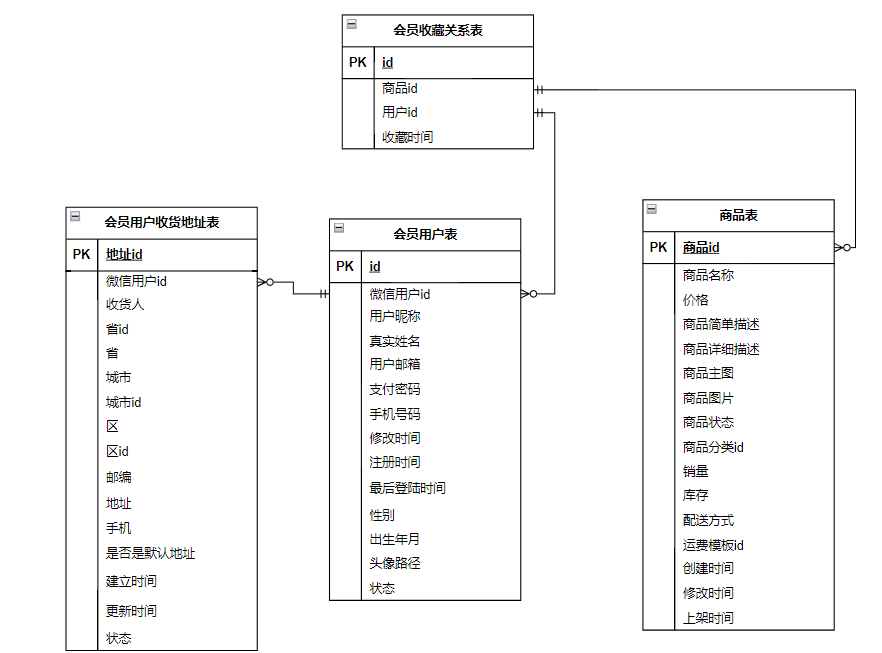 会员收藏关系表
PK id
商品id
用户id
收藏时间
会员用户收货地址表
PK 地址id
微信用户id
收货人
省id
省
城市
城市id
区
区id
邮编
地址
手机
是否是默认地址
建立时间
更新时间
状态
会员用户表
PK id
微信用户id
用户昵称
真实姓名
用户邮箱
支付密码
手机号码
修改时间
注册时间
最后登陆时间
性别
出生年月
头像路径
状态
商品表
PK 商品id
商品名称
价格
商品简单描述
商品详细描述
商品主图
商品图片
商品状态
商品分类id
销量
库存
配送方式
运费模板id
创建时间
修改时间
上架时间